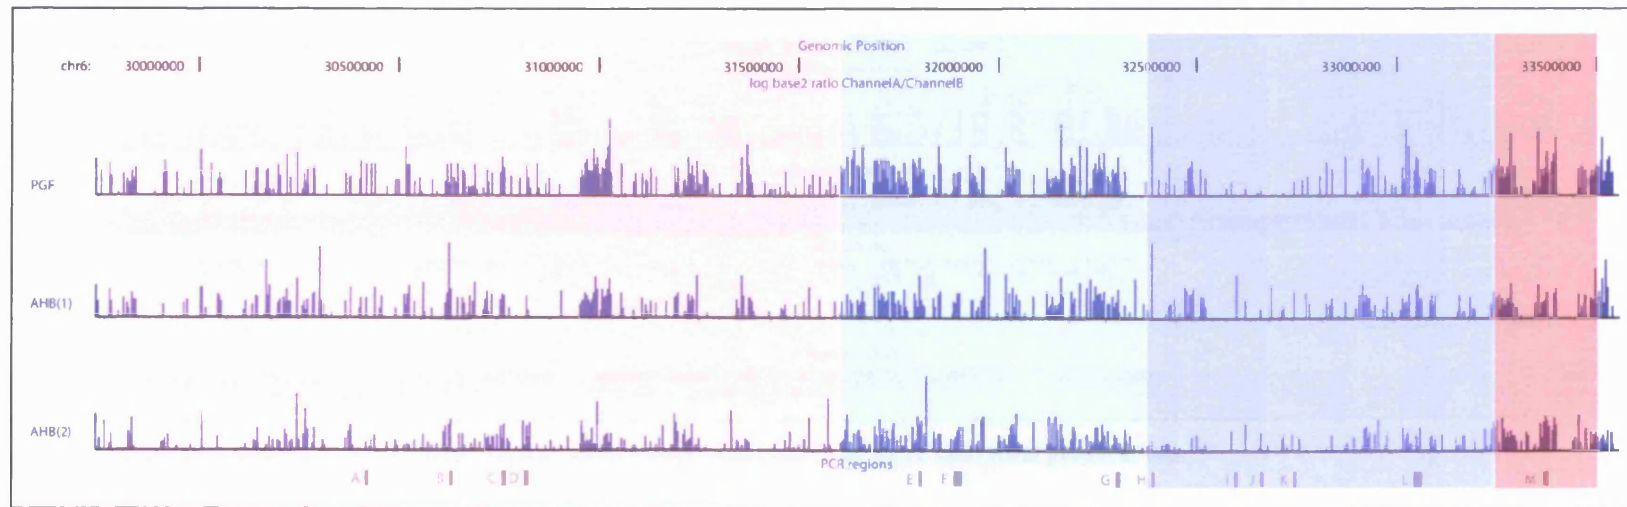 Genomic Position
chr6: 30000000 30500000 31000000 31500000 32000000 32500000 33000000 33500000
log base2 ratio ChannelA/ChannelB
PGF
AHB(1)
AHB(2)
PCR regions
A B C D E F G H I J K L M